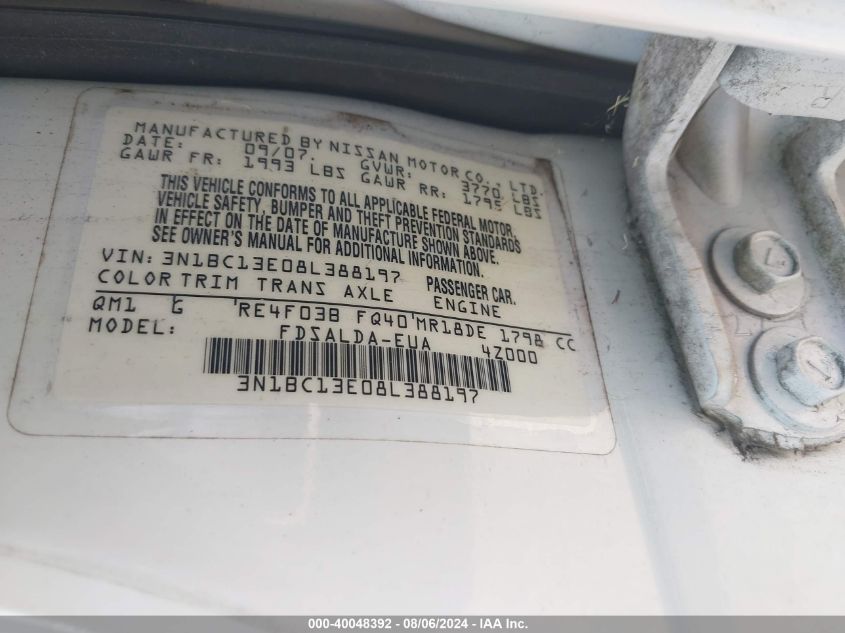 MANUFACTURED BY NISSAN MOTOR CO., LTD.
DATE: 09/07. GVWR: 3770 LBS
GAWR FR: 1993 LBS GAWR RR: 1795 LBS
THIS VEHICLE CONFORMS TO ALL APPLICABLE FEDERAL MOTOR
VEHICLE SAFETY, BUMPER AND THEFT PREVENTION STANDARDS
IN EFFECT ON THE DATE OF MANUFACTURE SHOWN ABOVE.
SEE OWNER'S MANUAL FOR ADDITIONAL INFORMATION.
VIN: 3N1BC13E08L388197 PASSENGER CAR.
COLOR TRIM TRANS AXLE ENGINE
QM1 G RE4F03B FQ40 MR18DE 1798 CC
MODEL: FDSALDA-EUA 4Z000
3N1BC13E08L388197
000-40048392 - 08/06/2024 - IAA Inc.